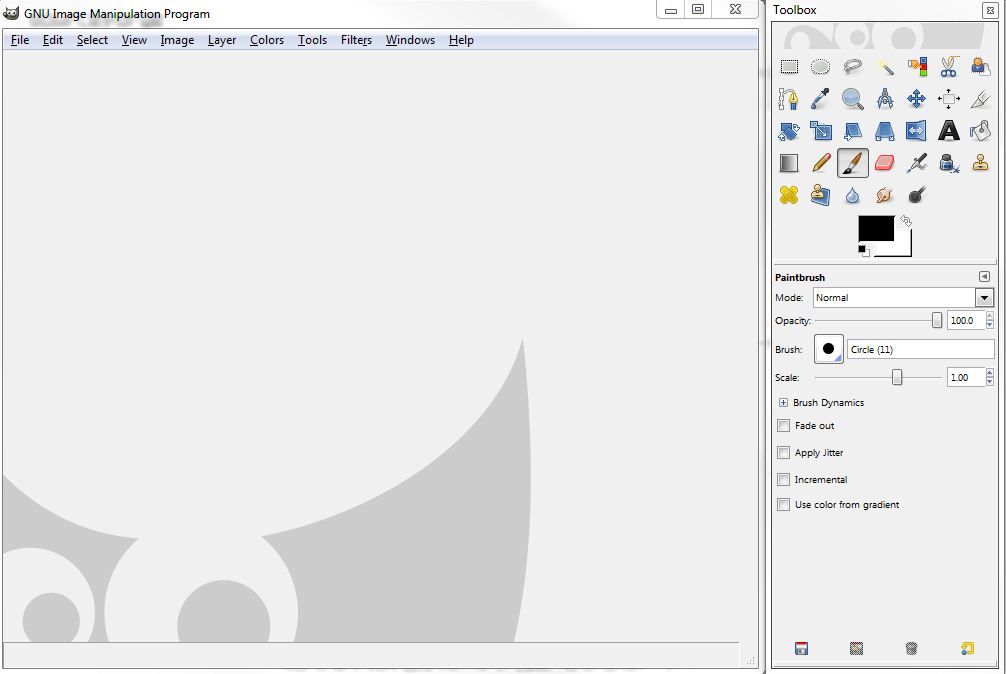 GNU Image Manipulation Program
File Edit Select View Image Layer Colors Tools Filters Windows Help
Toolbox
Paintbrush
Mode: Normal
Opacity: 100.0
Brush: Circle (11)
Scale: 1.00
Brush Dynamics
Fade out
Apply Jitter
Incremental
Use color from gradient